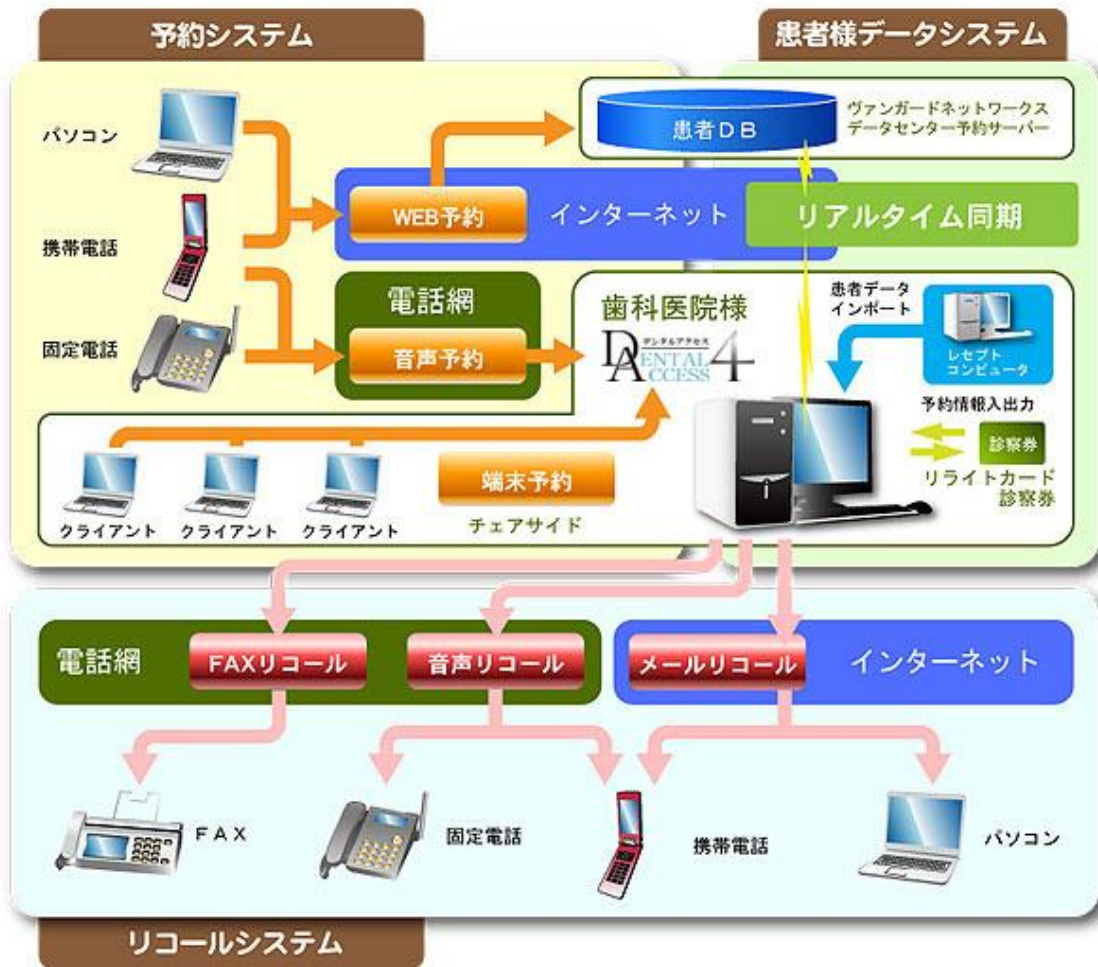 予約システム
患者様データシステム
パソコン
患者DB
ヴァンガードネットワークス
データセンター予約サーバー
携帯電話
WEB予約
インターネット
リアルタイム同期
固定電話
電話網
音声予約
歯科医院様
デンタルアクセス
DENTAL
ACCESS 4
患者データ
インポート
レセプト
コンピュータ
予約情報入出力
診察券
リライトカード
診察券
端末予約
チェアサイド
クライアント
クライアント
クライアント
電話網
FAXリコール
音声リコール
メールリコール
インターネット
FAX
固定電話
携帯電話
パソコン
リコールシステム